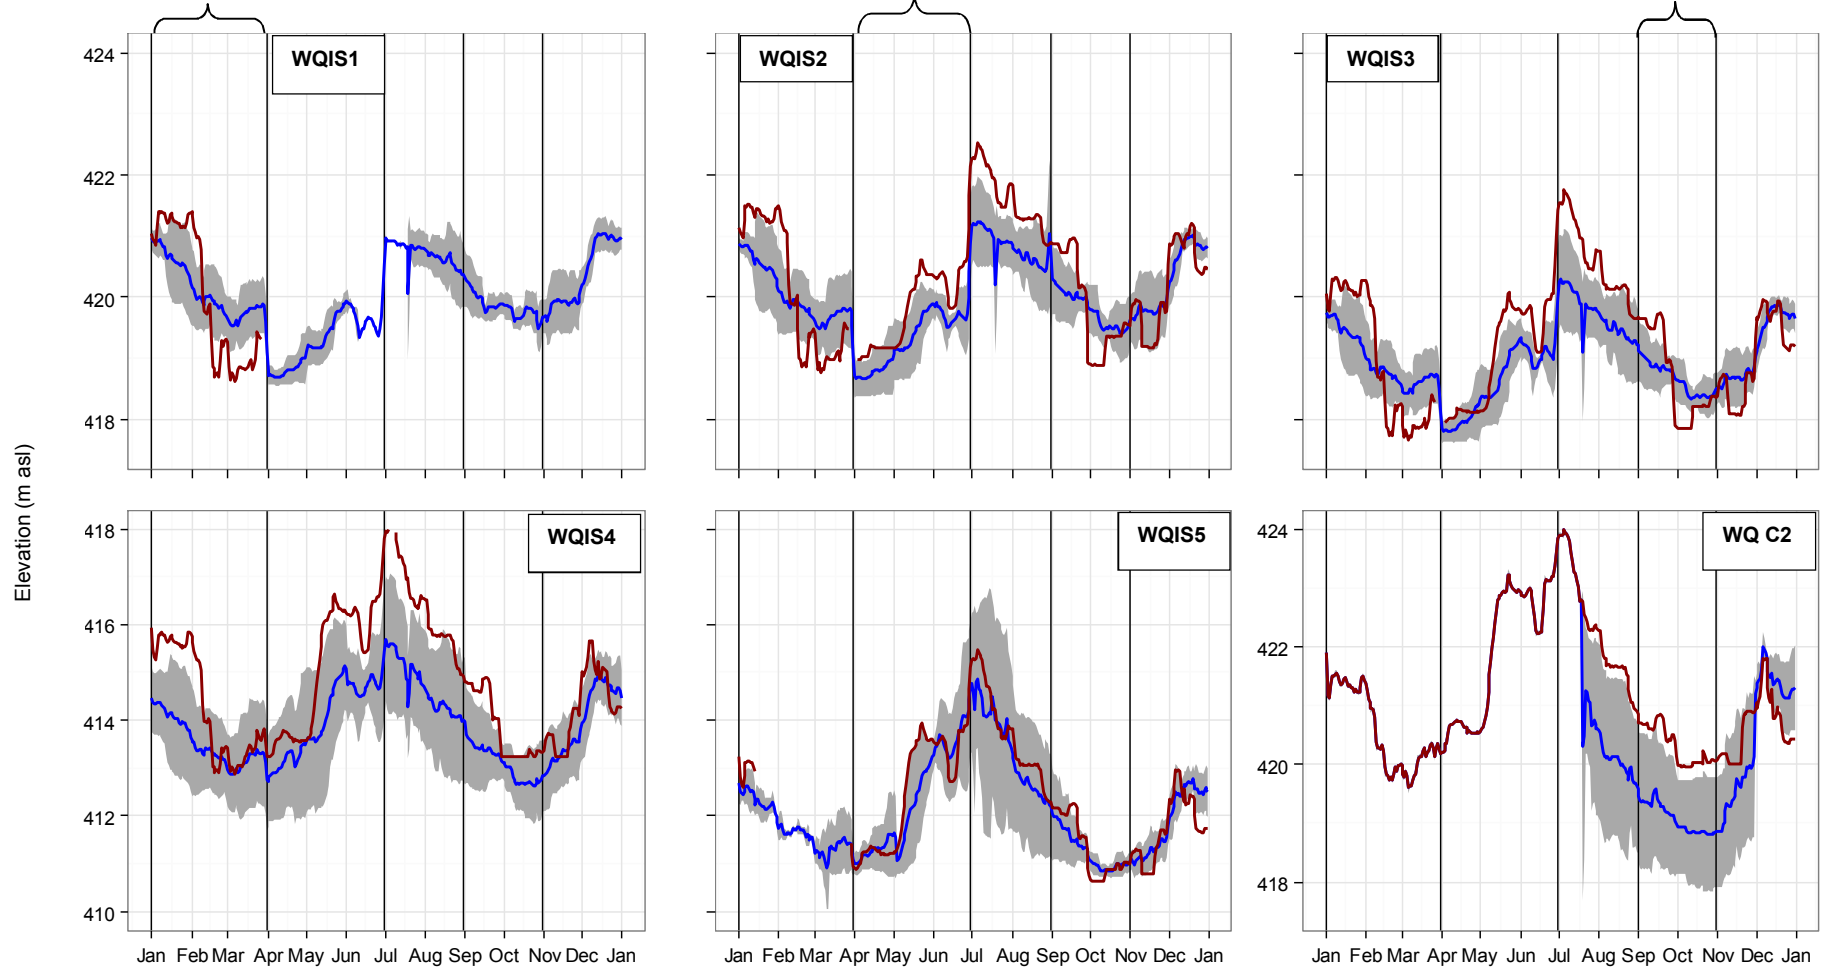 WQIS1
WQIS2
WQIS3
424
422
420
418
Elevation (m asl)
WQIS4
WQIS5
WQ C2
418
416
414
412
410
424
422
420
418
Jan Feb Mar Apr May Jun Jul Aug Sep Oct Nov Dec Jan
Jan Feb Mar Apr May Jun Jul Aug Sep Oct Nov Dec Jan
Jan Feb Mar Apr May Jun Jul Aug Sep Oct Nov Dec Jan